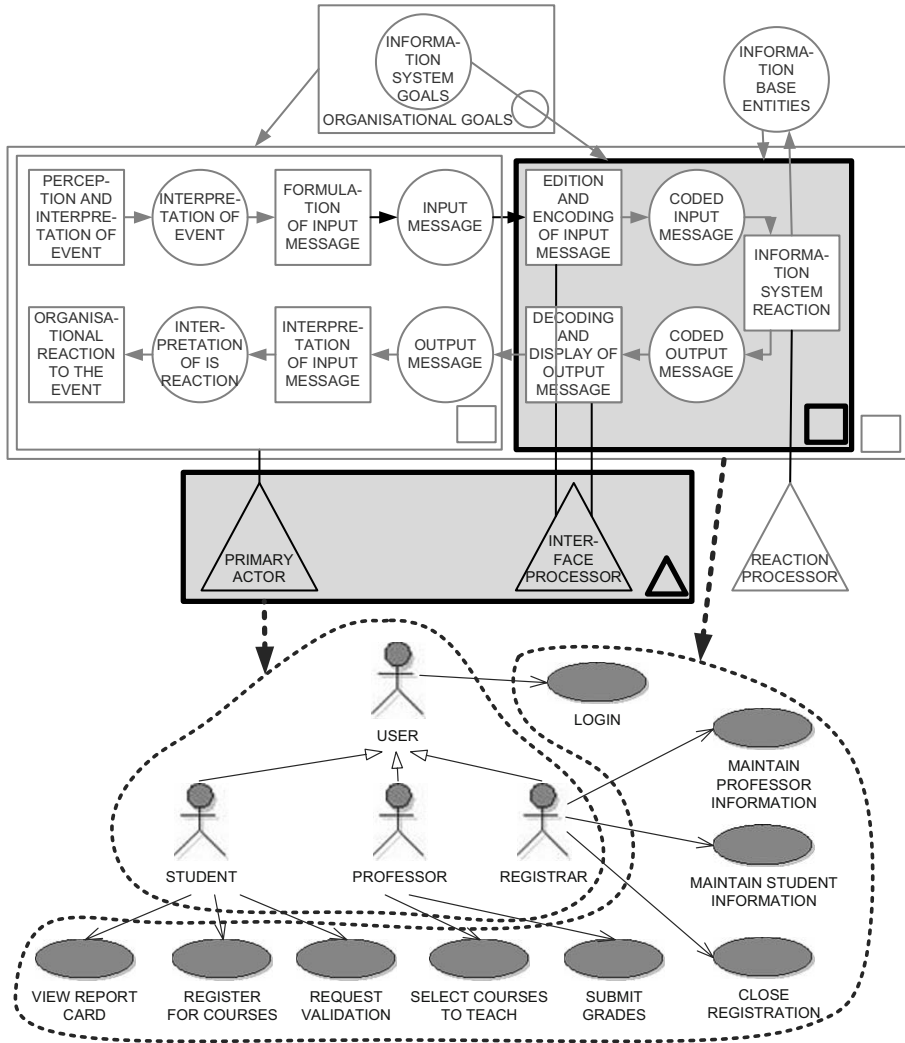 INFORMA-
TION
SYSTEM
GOALS
ORGANISATIONAL GOALS
INFORMA-
TION
BASE
ENTITIES
PERCEP-
TION AND
INTERPRE-
TATION OF
EVENT
INTERPRE-
TATION OF
EVENT
FORMULA-
TION
OF INPUT
MESSAGE
INPUT
MESSAGE
EDITION
AND
ENCODING
OF INPUT
MESSAGE
CODED
INPUT
MESSAGE
INFORMA-
TION
SYSTEM
REACTION
ORGANISA-
TIONAL
REACTION
TO THE
EVENT
INTERP-
RETATION
OF IS
REACTION
INTERPRE-
TATION
OF INPUT
MESSAGE
OUTPUT
MESSAGE
DECODING
AND
DISPLAY OF
OUTPUT
MESSAGE
CODED
OUTPUT
MESSAGE
PRIMARY
ACTOR
INTER-
FACE
PROCESSOR
REACTION
PROCESSOR
USER
LOGIN
MAINTAIN
PROFESSOR
INFORMATION
STUDENT
PROFESSOR
REGISTRAR
MAINTAIN STUDENT
INFORMATION
VIEW REPORT
CARD
REGISTER
FOR COURSES
REQUEST
VALIDATION
SELECT COURSES
TO TEACH
SUBMIT
GRADES
CLOSE
REGISTRATION